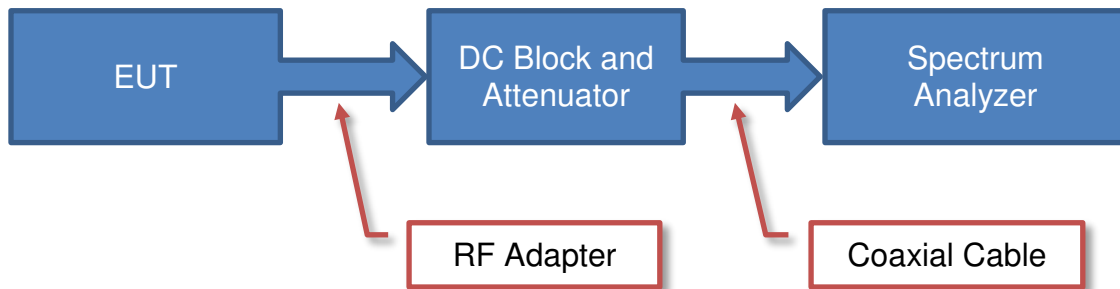 EUT
DC Block and
Attenuator
Spectrum
Analyzer
RF Adapter
Coaxial Cable